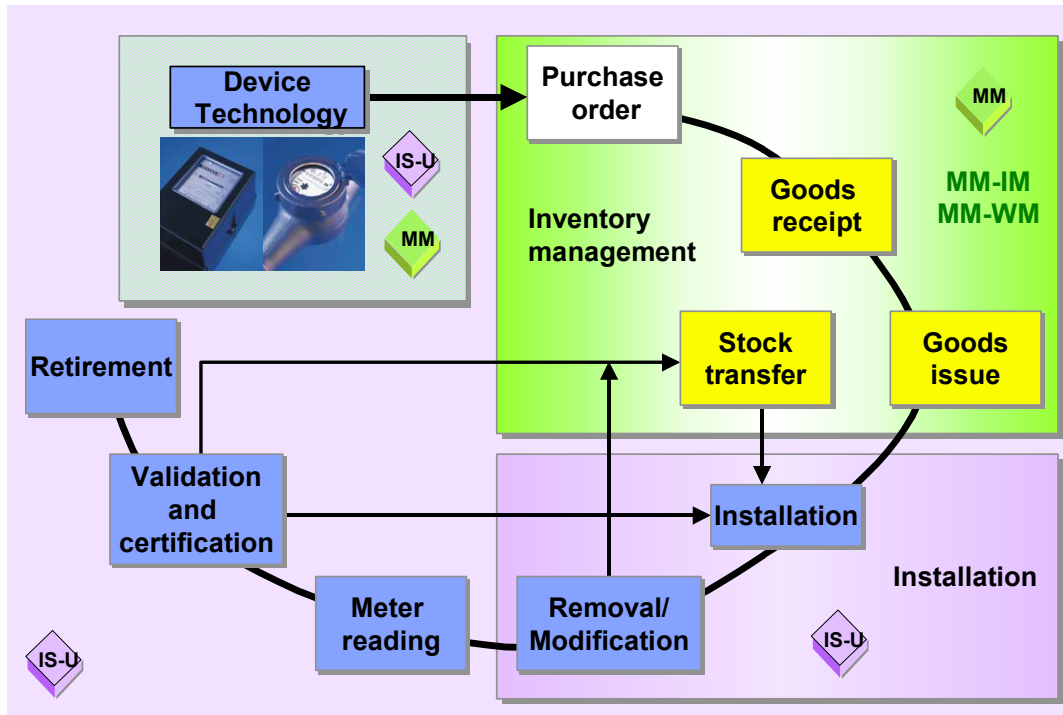 Device
Technology
IS-U
MM
Purchase
order
MM
Goods
receipt
MM-IM
MM-WM
Inventory
management
Retirement
Stock
transfer
Goods
issue
Validation
and
certification
Installation
Installation
Meter
reading
Removal/
Modification
IS-U
IS-U